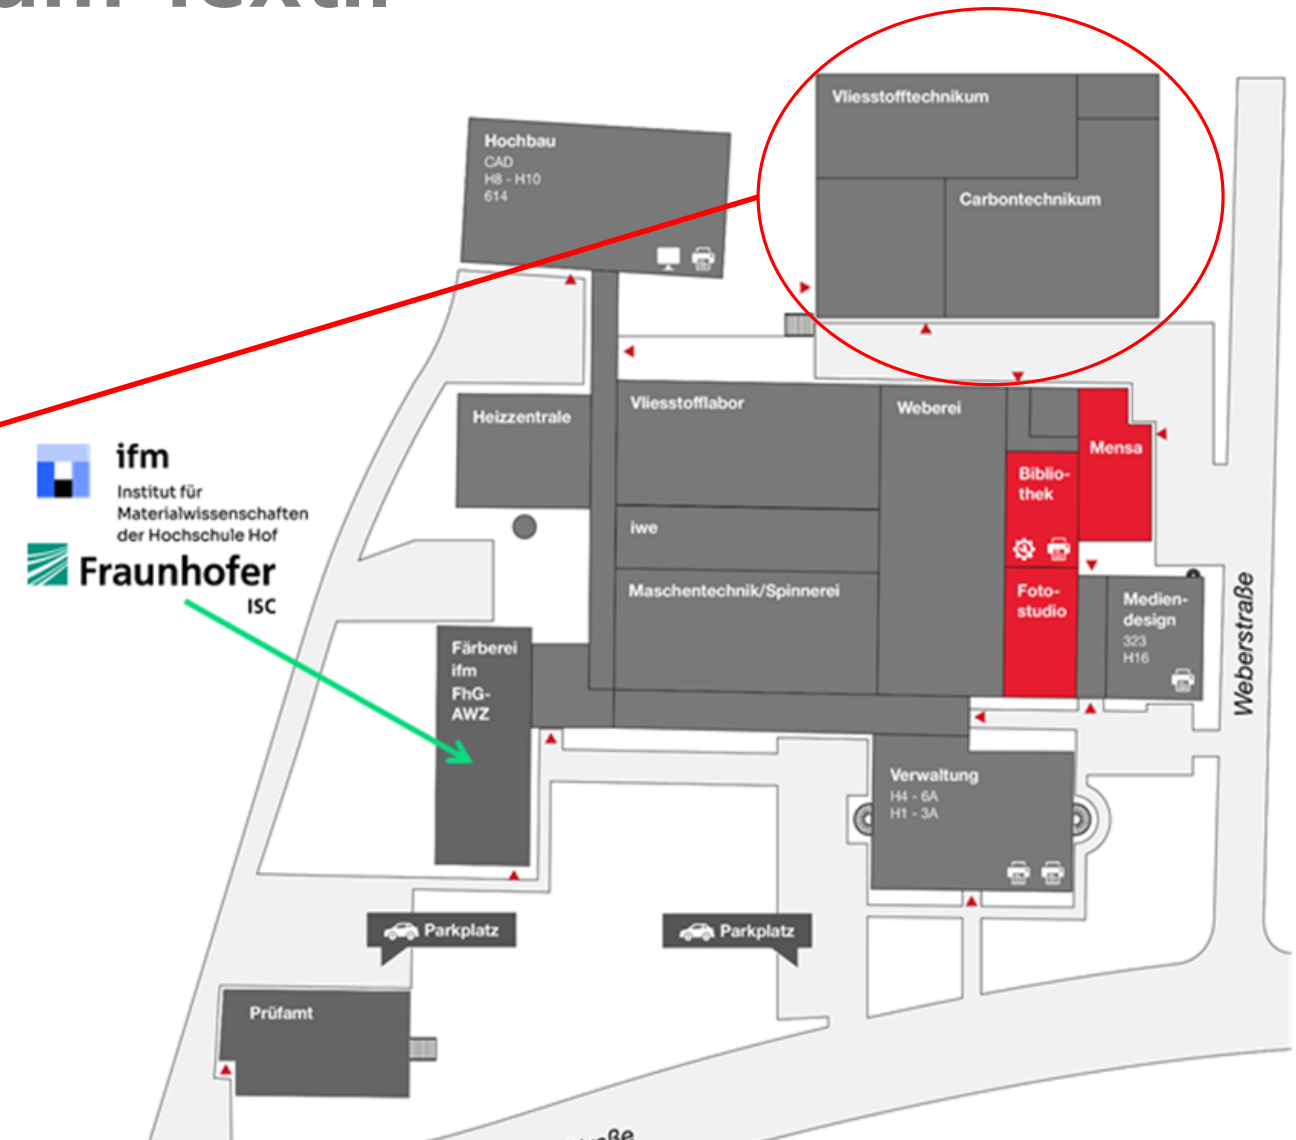 Vliesstofftechnikum
Hochbau
CAD
H8 - H10
614
Carbontechnikum
Heizzentrale
Vliesstofflabor
Weberei
Mensa
Biblio-
thek
ifm
Institut für
Materialwissenschaften
der Hochschule Hof
Fraunhofer
ISC
iwe
Maschentechnik/Spinnerei
Foto-
studio
Medien-
design
323
H16
Weberstraße
Färberei
ifm
FhG-
AWZ
Verwaltung
H4 - 6A
H1 - 3A
Parkplatz
Parkplatz
Prüfamt